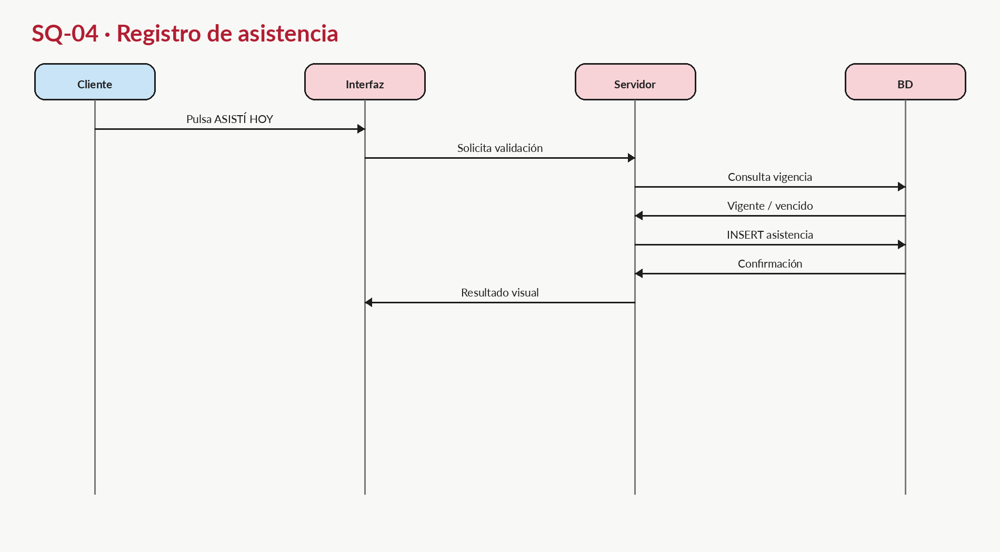 SQ-04 · Registro de asistencia
Cliente
Interfaz
Servidor
BD
Pulsa ASISTÍ HOY
Solicita validación
Consulta vigencia
Vigente / vencido
INSERT asistencia
Confirmación
Resultado visual